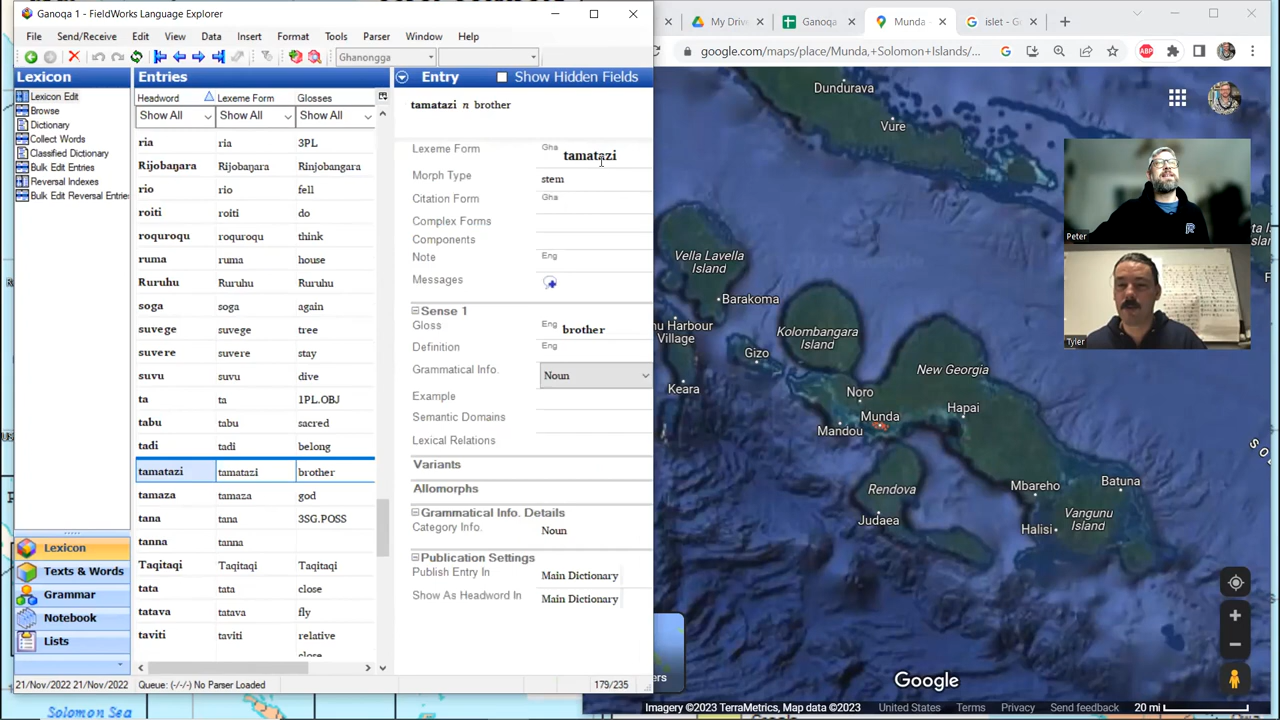 Ganoqa 1 - FieldWorks Language Explorer
File Send/Receive Edit View Data Insert Format Tools Parser Window Help
Ghanongga
Lexicon
Lexicon Edit
Browse
Dictionary
Collect Words
Classified Dictionary
Bulk Edit Entries
Reversal Indexes
Bulk Edit Reversal Entries
Lexicon
Texts & Words
Grammar
Notebook
Lists
Entries
Headword Lexeme Form Glosses
Show All Show All Show All
ria ria 3PL
Rijobaŋara Rijobaŋara Rinjobangara
rio rio fell
roiti roiti do
roquroqu roququ think
ruma ruma house
Ruruhu Ruruhu Ruruhu
soga soga again
suvege suvege tree
suvere suvere stay
suvu suvu dive
ta ta 1PL.OBJ
tabu tabu sacred
tadi tadi belong
tamatazi tamatazi brother
tamaza tamaza god
tana tana 3SG.POSS
tanna tanna
Taqitaqi Taqitaqi Taqitaqi
tata tata close
tatava tatava fly
taviti taviti relative
close
Entry Show Hidden Fields
tamatazi n brother
Lexeme Form Gha tamatazi
Morph Type stem
Citation Form Gha
Complex Forms
Components
Note Eng
Messages
Sense 1
Gloss Eng brother
Definition Eng
Grammatical Info. Noun
Example
Semantic Domains
Lexical Relations
Variants
Allomorphs
Grammatical Info. Details
Category Info. Noun
Publication Settings
Publish Entry In Main Dictionary
Show As Headword In Main Dictionary
21/Nov/2022 21/Nov/2022 Queue: (-/-/-) No Parser Loaded 179/235
Solomon Sea
My Drive Ganoqa Munda - islet - G
google.com/maps/place/Munda,+Solomon+Islands/...
ABP
Dundurava
Vure
Vella Lavella
Island
Barakoma
Harbour
Village
Kolombangara
Island
Gizo
Keara
New Georgia
Noro
Munda
Hapai
Mandou
Rendova
Mbareho
Batuna
Judaea
Vangunu
Island
Halisi
Peter
R
Tyler
Google
Imagery ©2023 TerraMetrics, Map data ©2023 United States Terms Privacy Send feedback 20 mi